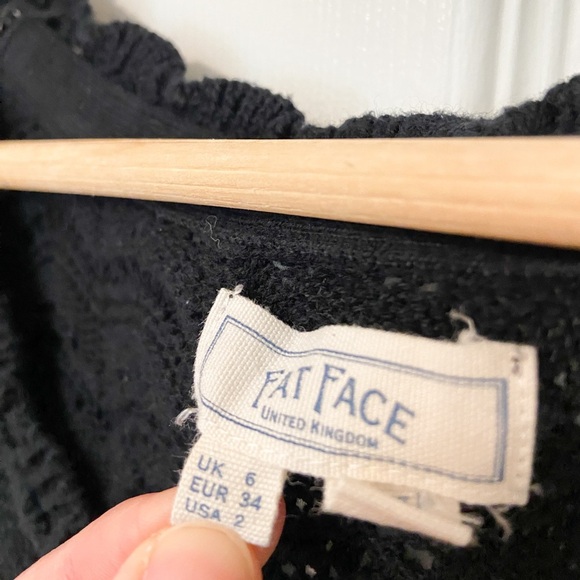 FAT FACE
UNITED KINGDOM
UK 6
EUR 34
USA 2